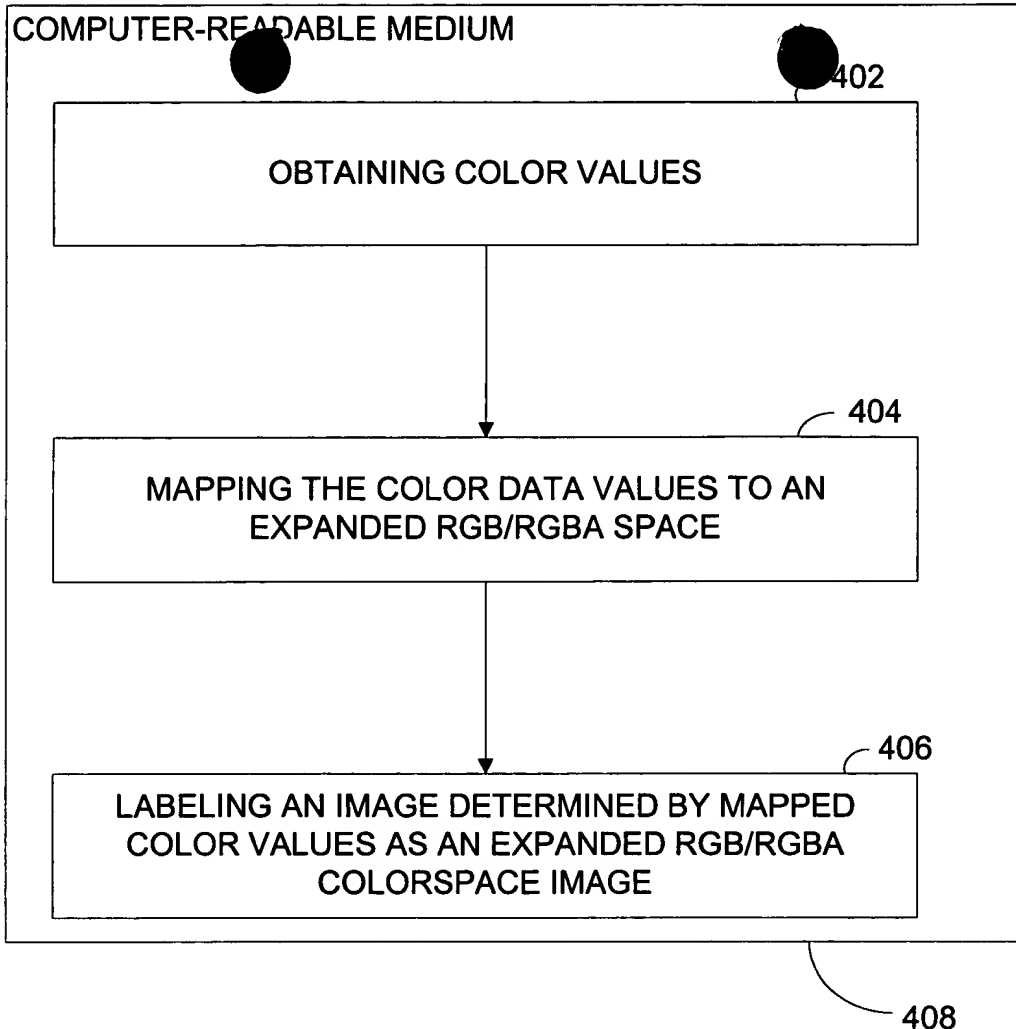 COMPUTER-READABLE MEDIUM
402
OBTAINING COLOR VALUES
404
MAPPING THE COLOR DATA VALUES TO AN
EXPANDED RGB/RGBA SPACE
406
LABELING AN IMAGE DETERMINED BY MAPPED
COLOR VALUES AS AN EXPANDED RGB/RGBA
COLORSPACE IMAGE
408